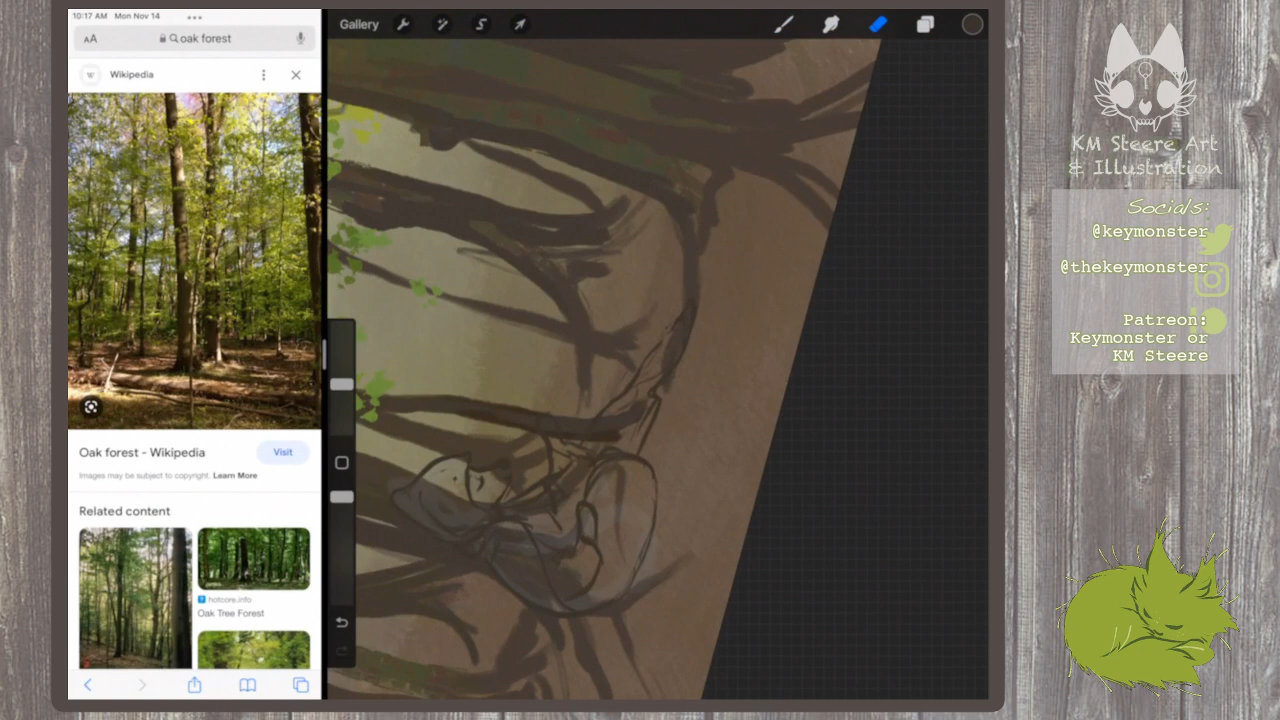 10:17 AM Mon Nov 14
AA
oak forest
W
Wikipedia
Oak forest - Wikipedia
Visit
Images may be subject to copyright. Learn More
Related content
hotcore.info
Oak Tree Forest
Gallery
KM Steere Art
& Illustration
Socials:
@keymonster
@thekeymonster
Patreon:
Keymonster or
KM Steere